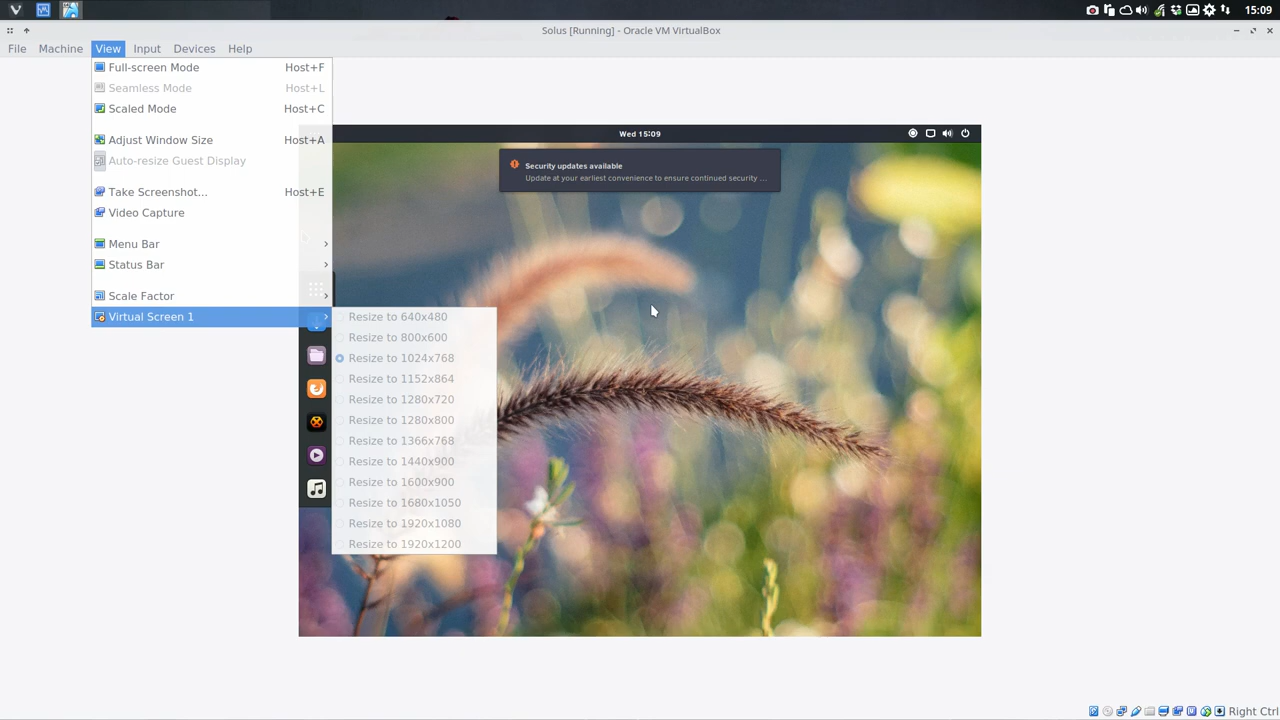 15:09
Solus [Running] - Oracle VM VirtualBox
File Machine View Input Devices Help
Full-screen Mode Host+F
Seamless Mode Host+L
Scaled Mode Host+C
Adjust Window Size Host+A
Auto-resize Guest Display
Take Screenshot... Host+E
Video Capture
Menu Bar
Status Bar
Scale Factor
Virtual Screen 1
Resize to 640x480
Resize to 800x600
Resize to 1024x768
Resize to 1152x864
Resize to 1280x720
Resize to 1280x800
Resize to 1366x768
Resize to 1440x900
Resize to 1600x900
Resize to 1680x1050
Resize to 1920x1080
Resize to 1920x1200
Wed 15:09
Security updates available
Update at your earliest convenience to ensure continued security ...
Right Ctrl